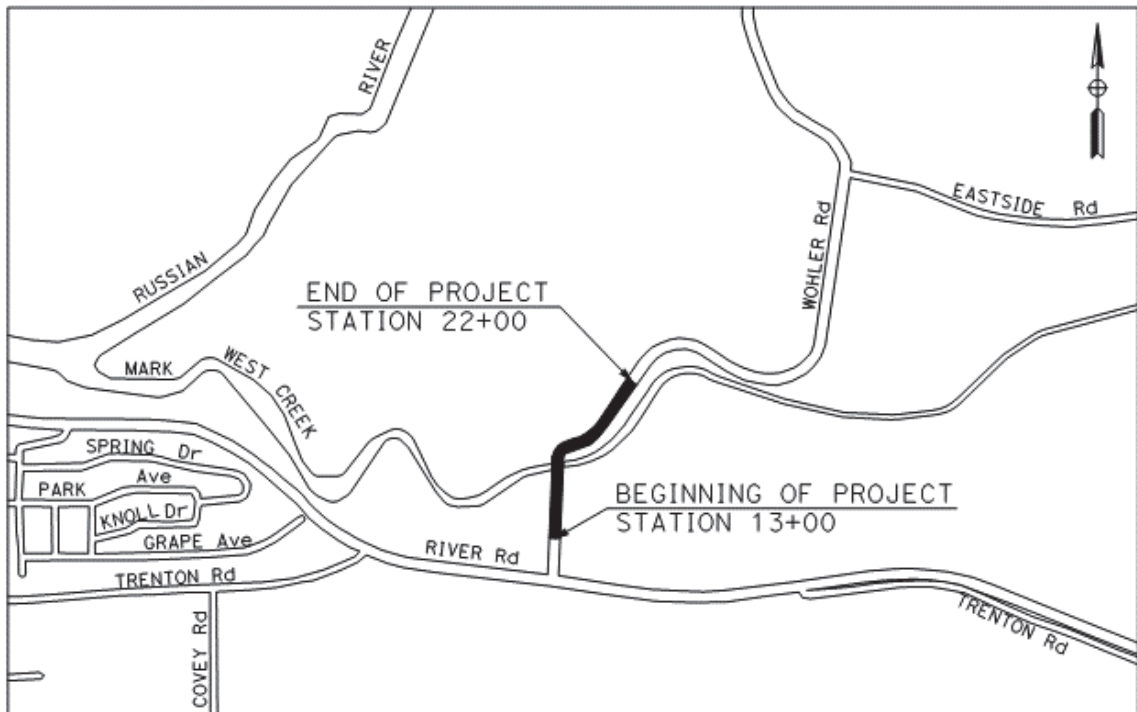 RIVER
RUSSIAN
EASTSIDE Rd
WOHLER Rd
END OF PROJECT
STATION 22+00
MARK
WEST CREEK
SPRING Dr
PARK Ave
KNOLL Dr
GRAPE Ave
BEGINNING OF PROJECT
STATION 13+00
RIVER Rd
TRENTON Rd
TRENTON Rd
COVEY Rd